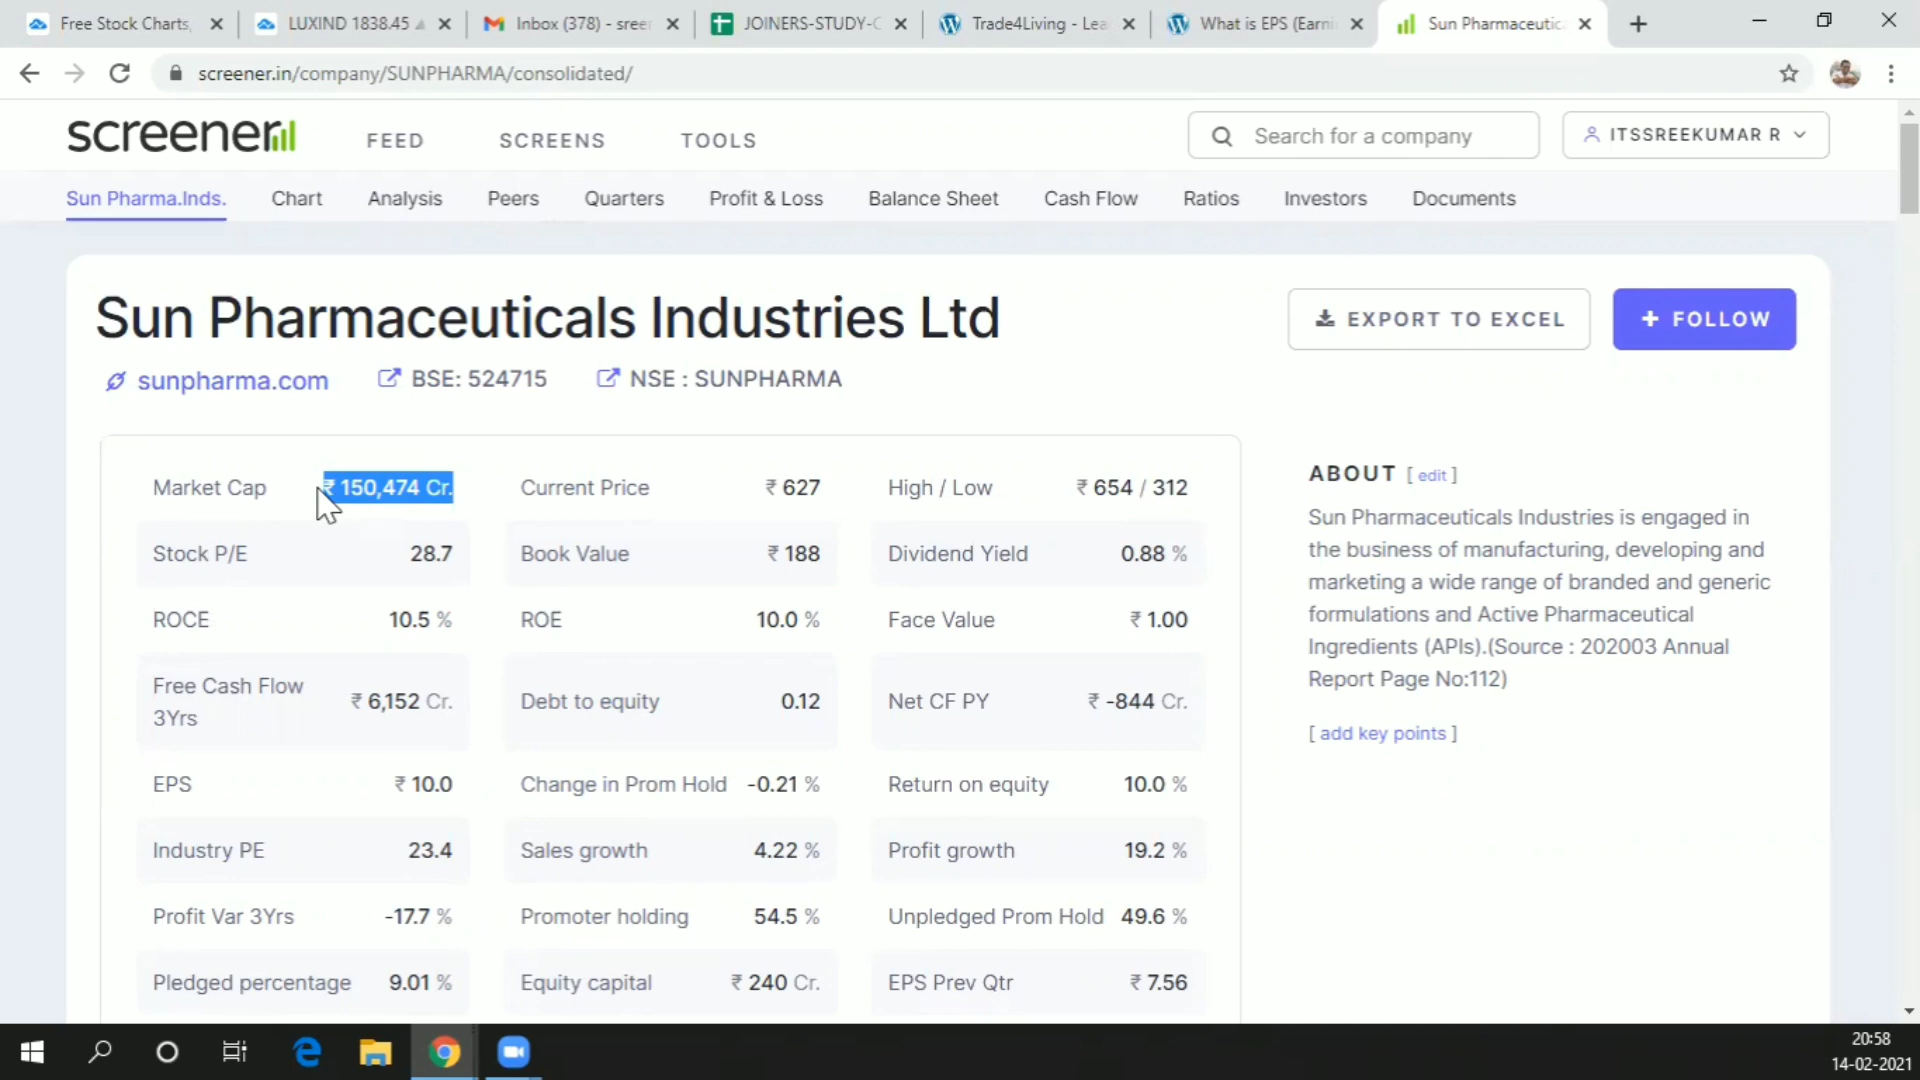 Free Stock Charts,
LUXIND 1838.45
Inbox (378) - sree
JOINERS-STUDY-C
Trade4Living - Lea
What is EPS (Earni
Sun Pharmaceutic
screener.in/company/SUNPHARMA/consolidated/
screener
FEED
SCREENS
TOOLS
Search for a company
ITSSREEKUMAR R
Sun Pharma.Inds.
Chart
Analysis
Peers
Quarters
Profit & Loss
Balance Sheet
Cash Flow
Ratios
Investors
Documents
Sun Pharmaceuticals Industries Ltd
EXPORT TO EXCEL
+ FOLLOW
sunpharma.com
BSE: 524715
NSE : SUNPHARMA
Market Cap ₹ 150,474 Cr.
Current Price ₹ 627
High / Low ₹ 654 / 312
Stock P/E 28.7
Book Value ₹ 188
Dividend Yield 0.88 %
ROCE 10.5 %
ROE 10.0 %
Face Value ₹ 1.00
Free Cash Flow
3Yrs
₹ 6,152 Cr.
Debt to equity 0.12
Net CF PY ₹ -844 Cr.
EPS ₹ 10.0
Change in Prom Hold -0.21 %
Return on equity 10.0 %
Industry PE 23.4
Sales growth 4.22 %
Profit growth 19.2 %
Profit Var 3Yrs -17.7 %
Promoter holding 54.5 %
Unpledged Prom Hold 49.6 %
Pledged percentage 9.01 %
Equity capital ₹ 240 Cr.
EPS Prev Qtr ₹ 7.56
ABOUT [ edit ]
Sun Pharmaceuticals Industries is engaged in
the business of manufacturing, developing and
marketing a wide range of branded and generic
formulations and Active Pharmaceutical
Ingredients (APIs).(Source : 202003 Annual
Report Page No:112)
[ add key points ]
20:58
14-02-2021